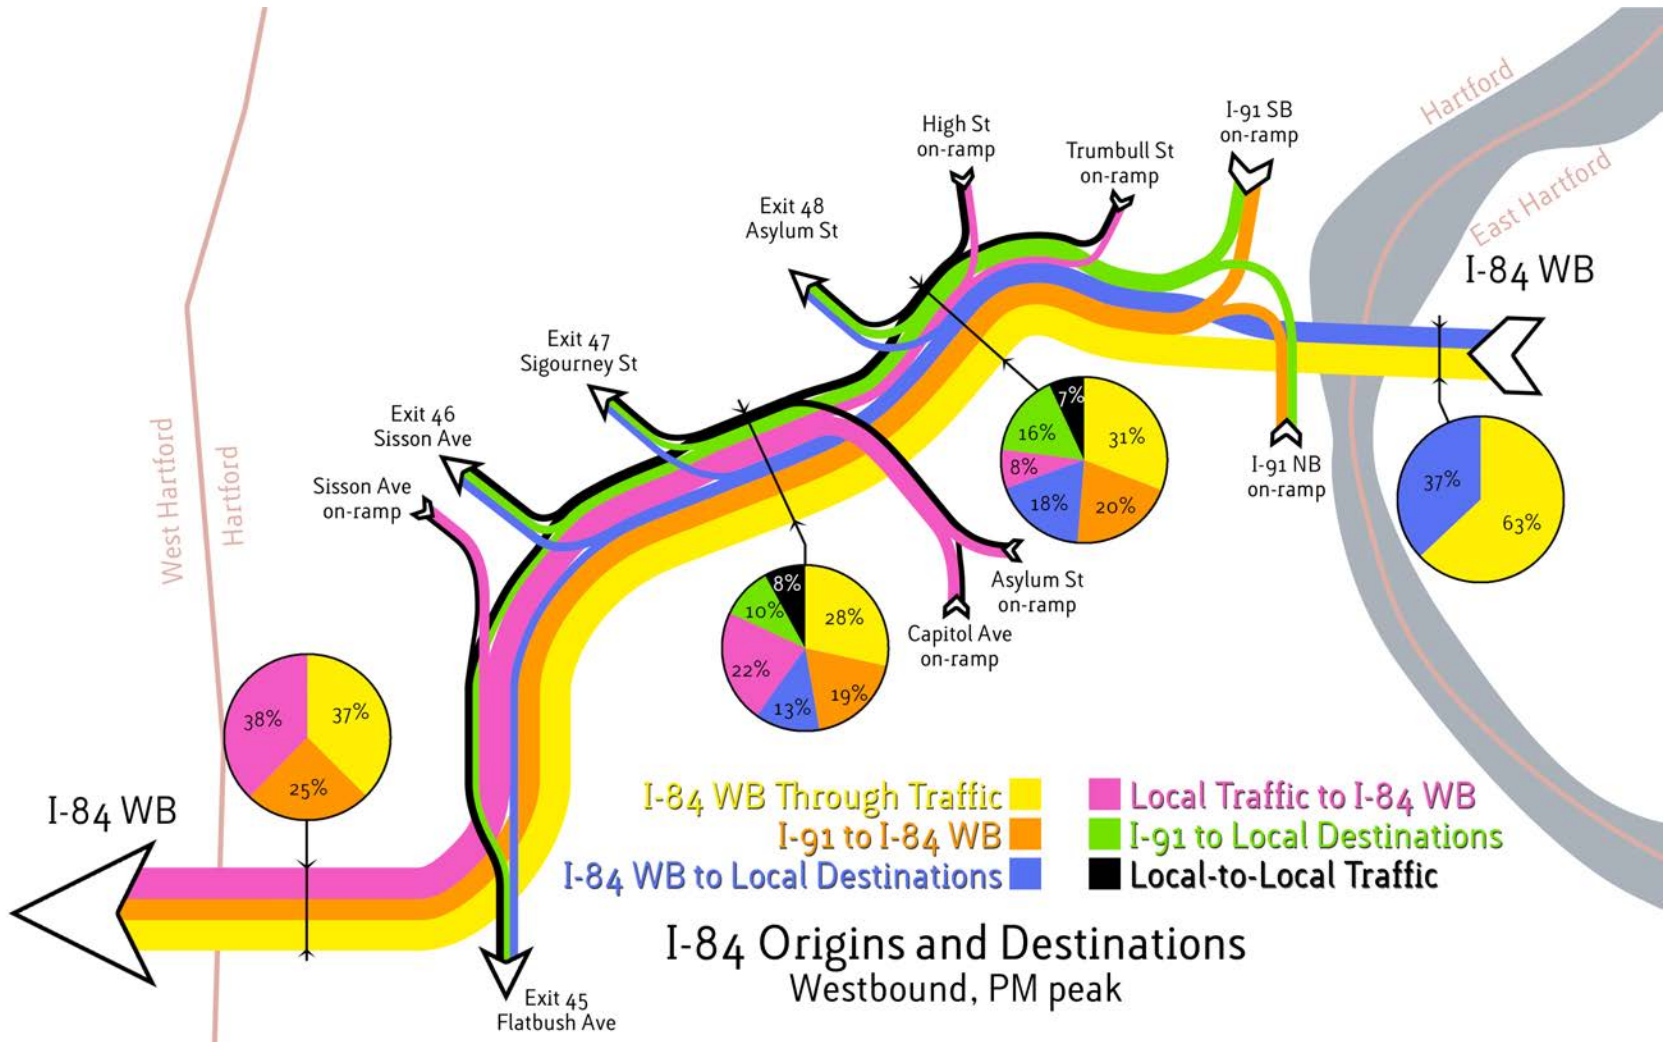 Hartford
East Hartford
I-91 SB
on-ramp
High St
on-ramp
Trumbull St
on-ramp
Exit 48
Asylum St
I-84 WB
Exit 47
Sigourney St
Exit 46
Sisson Ave
Sisson Ave
on-ramp
West Hartford
Hartford
7%
31%
16%
8%
18%
20%
I-91 NB
on-ramp
37%
63%
Asylum St
on-ramp
Capitol Ave
on-ramp
8%
28%
10%
22%
19%
13%
38%
37%
25%
I-84 WB
I-84 WB Through Traffic
I-91 to I-84 WB
I-84 WB to Local Destinations
Local Traffic to I-84 WB
I-91 to Local Destinations
Local-to-Local Traffic
I-84 Origins and Destinations
Westbound, PM peak
Exit 45
Flatbush Ave